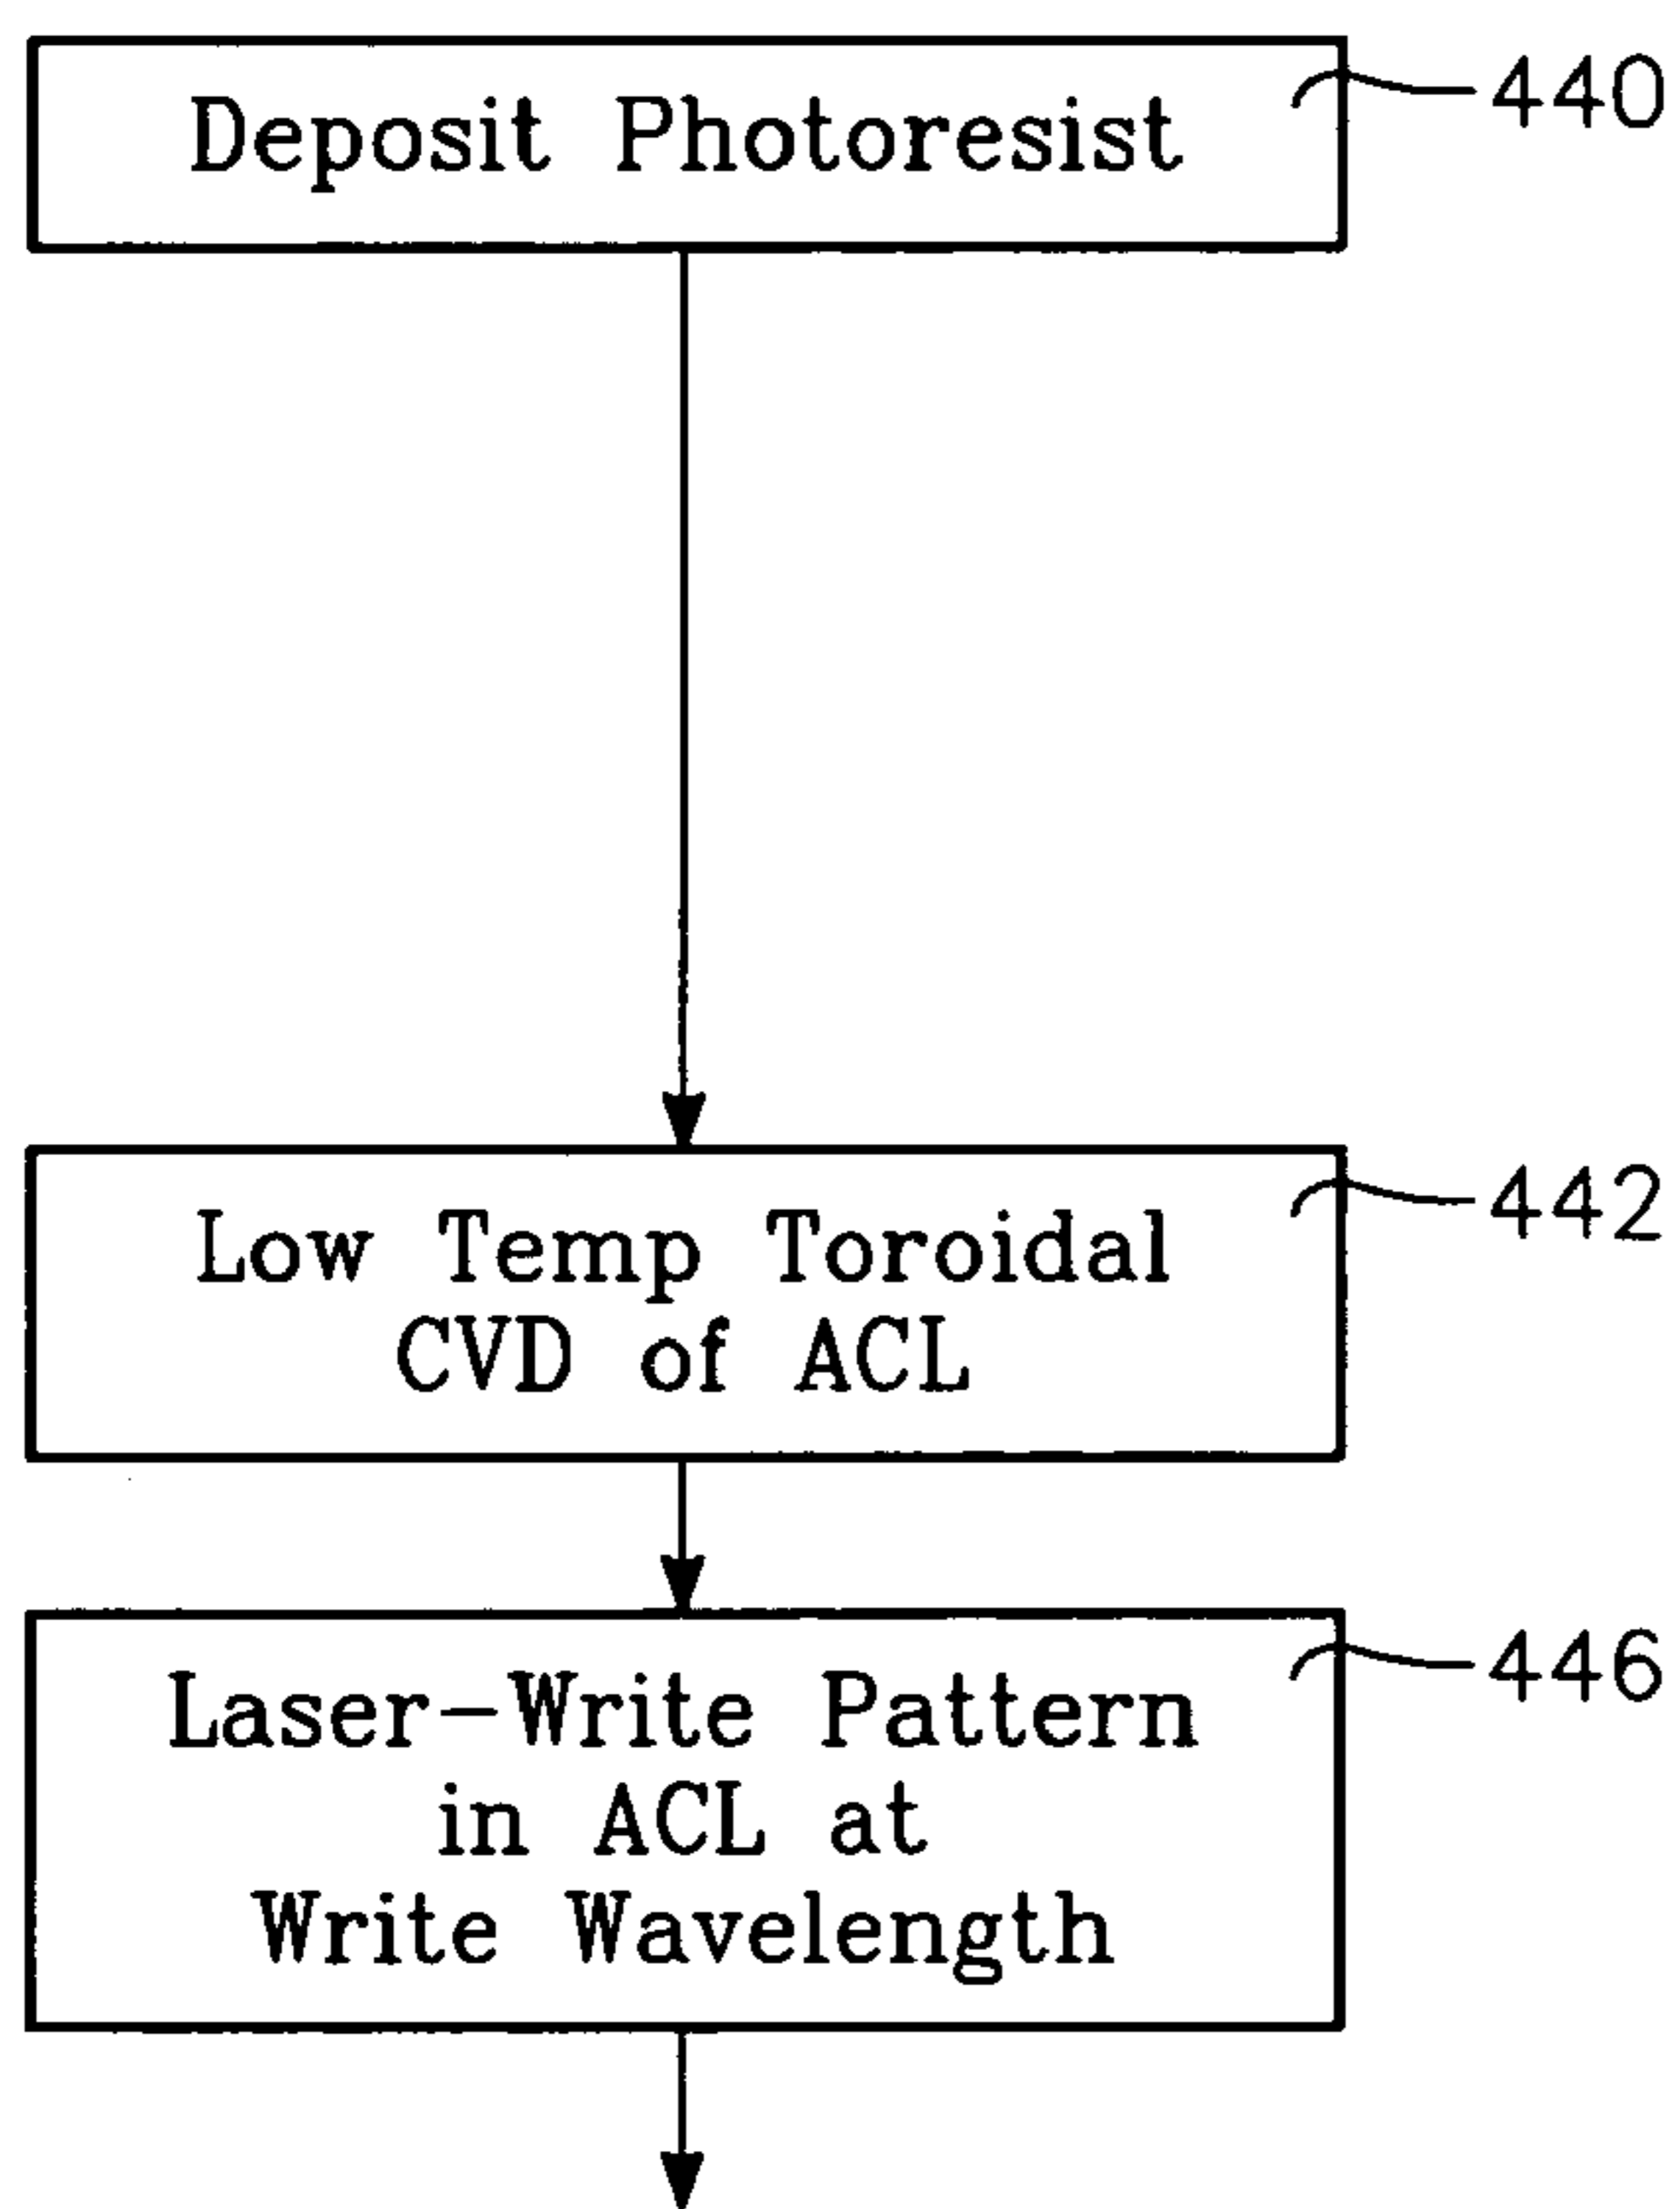 Deposit Photoresist
440
Low Temp Toroidal
CVD of ACL
442
Laser-Write Pattern
in ACL at
Write Wavelength
446